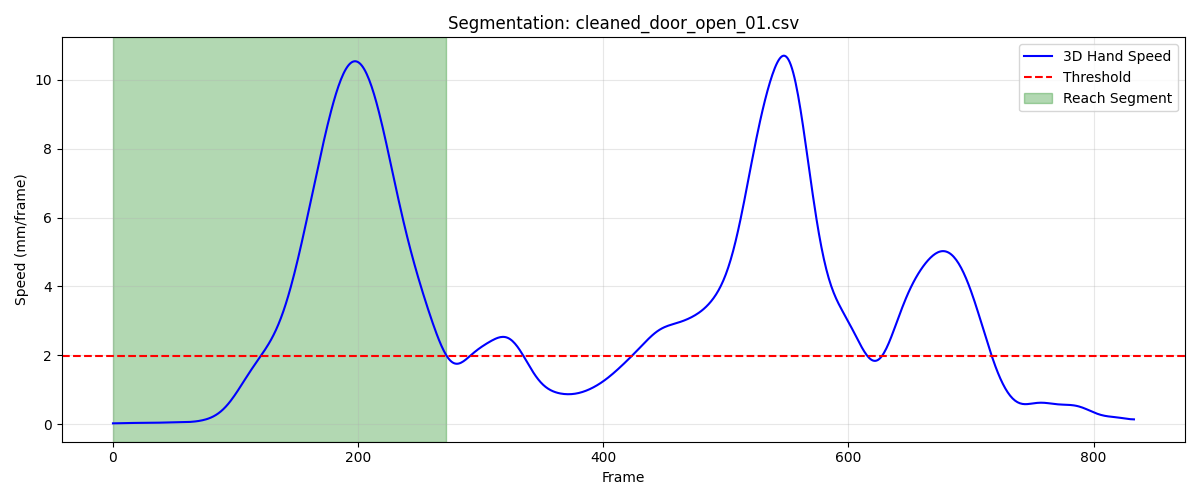 Segmentation: cleaned_door_open_01.csv
3D Hand Speed
Threshold
Reach Segment
Speed (mm/frame)
10
8
6
4
2
0
0 200 400 600 800
Frame